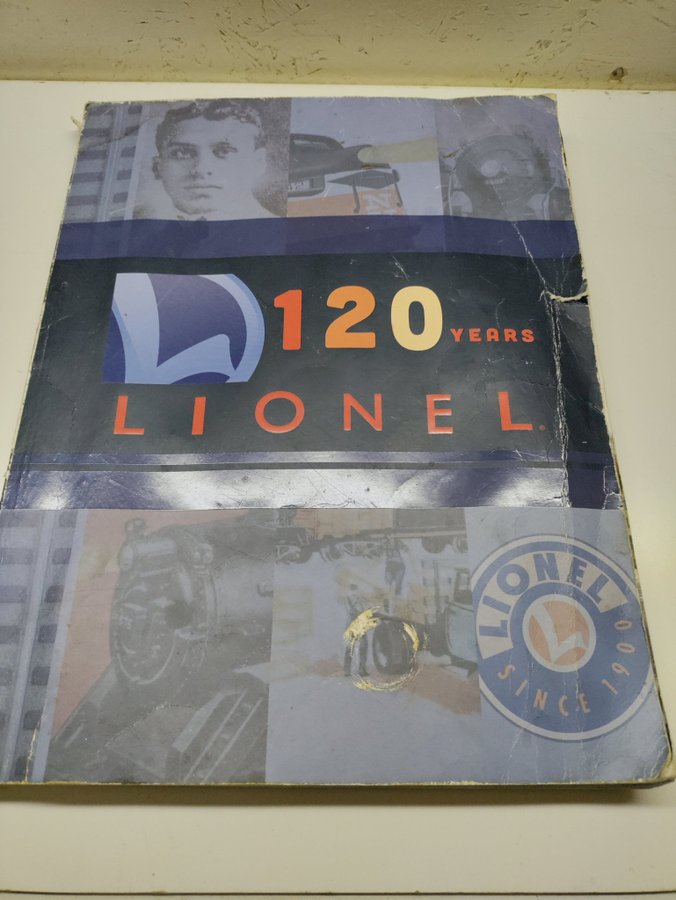 120 YEARS
LIONEL.
LIONEL
SINCE 1900